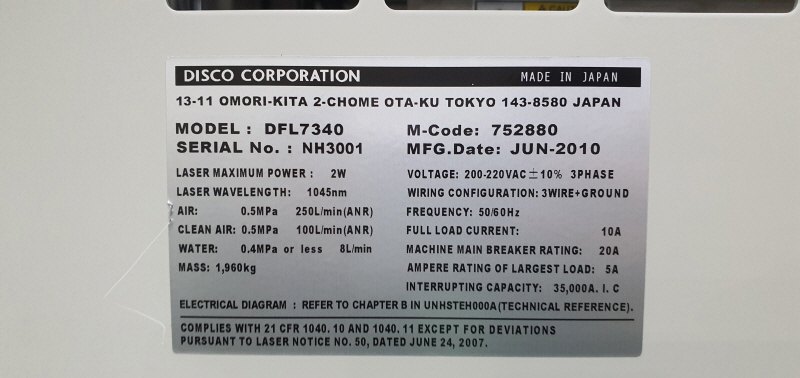 DISCO CORPORATION MADE IN JAPAN
13-11 OMORI-KITA 2-CHOME OTA-KU TOKYO 143-8580 JAPAN
MODEL : DFL7340 M-Code: 752880
SERIAL No. : NH3001 MFG.Date: JUN-2010
LASER MAXIMUM POWER : 2W VOLTAGE: 200-220VAC±10% 3PHASE
LASER WAVELENGTH: 1045nm WIRING CONFIGURATION: 3WIRE+GROUND
AIR: 0.5MPa 250L/min(ANR) FREQUENCY: 50/60Hz
CLEAN AIR: 0.5MPa 100L/min(ANR) FULL LOAD CURRENT: 10A
WATER: 0.4MPa or less 8L/min MACHINE MAIN BREAKER RATING: 20A
MASS: 1,960kg AMPERE RATING OF LARGEST LOAD: 5A
INTERRUPTING CAPACITY: 35,000A. I. C
ELECTRICAL DIAGRAM : REFER TO CHAPTER B IN UNHSTEH000A(TECHNICAL REFERENCE).
COMPLIES WITH 21 CFR 1040. 10 AND 1040. 11 EXCEPT FOR DEVIATIONS
PURSUANT TO LASER NOTICE NO. 50, DATED JUNE 24, 2007.